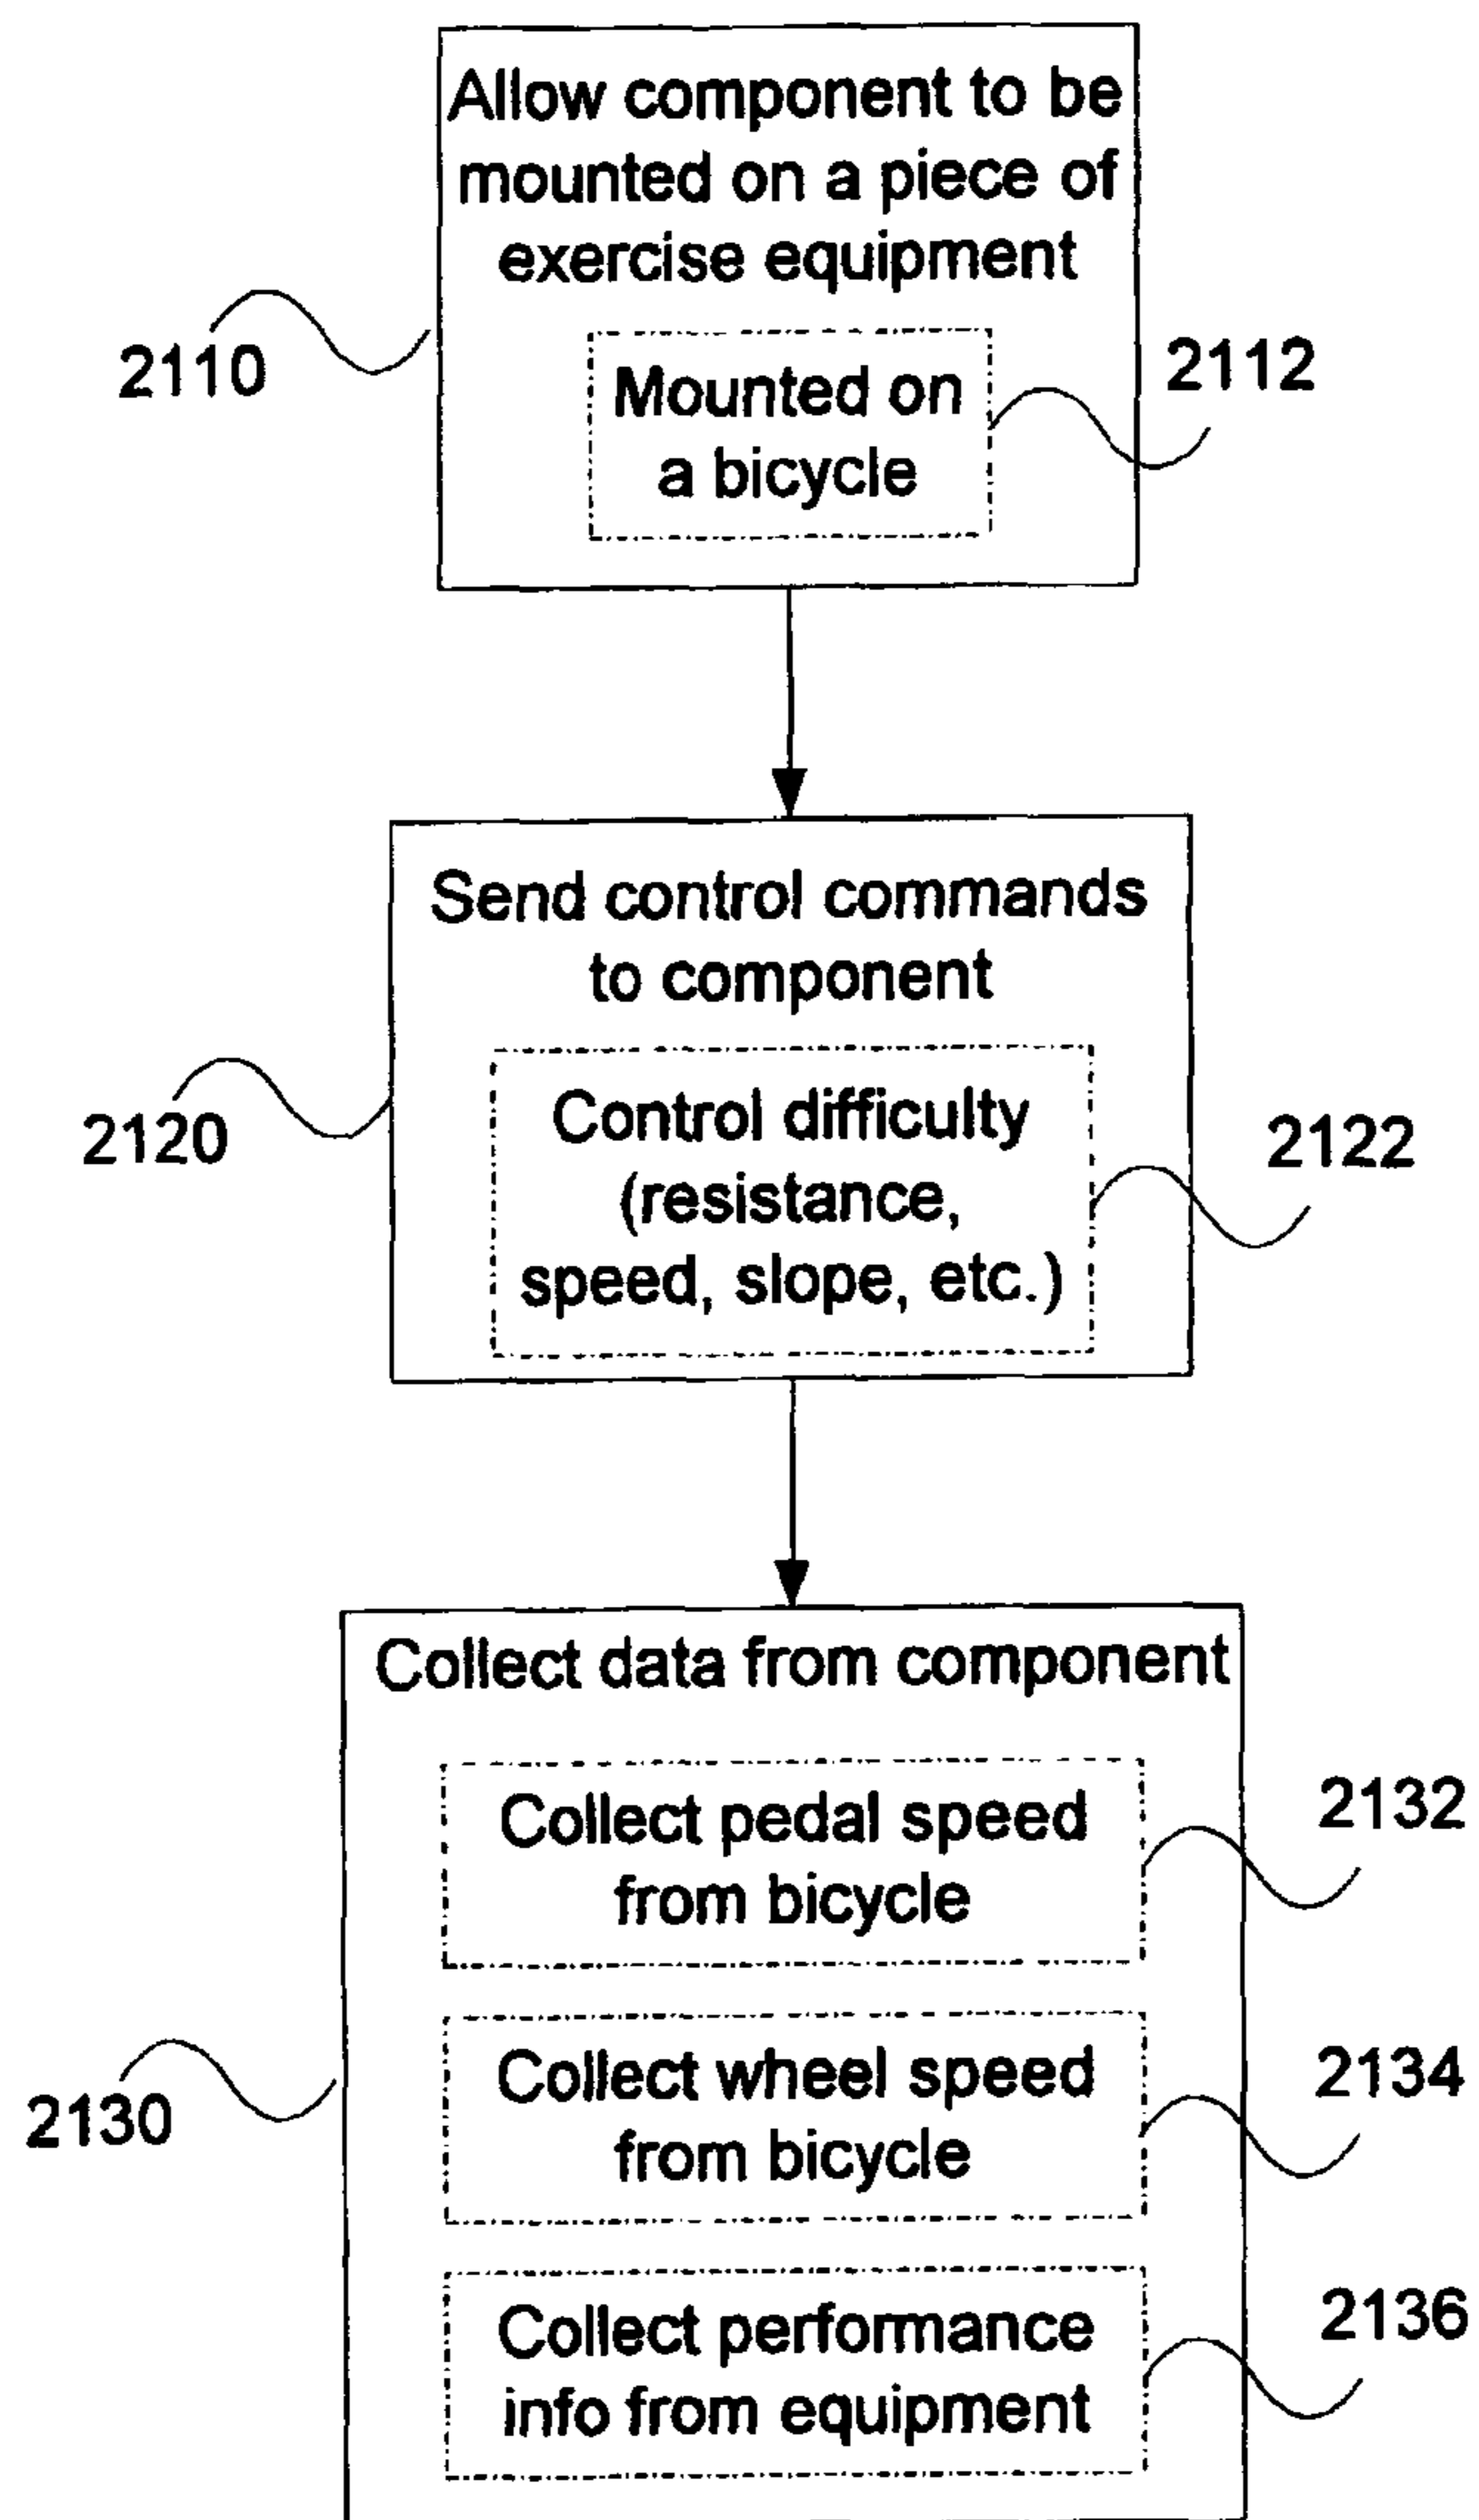 Allow component to be
mounted on a piece of
exercise equipment
2110
2112
Mounted on
a bicycle
Send control commands
to component
2120
2122
Control difficulty
(resistance,
speed, slope, etc.)
Collect data from component
2130
2132
Collect pedal speed
from bicycle
2134
Collect wheel speed
from bicycle
2136
Collect performance
info from equipment